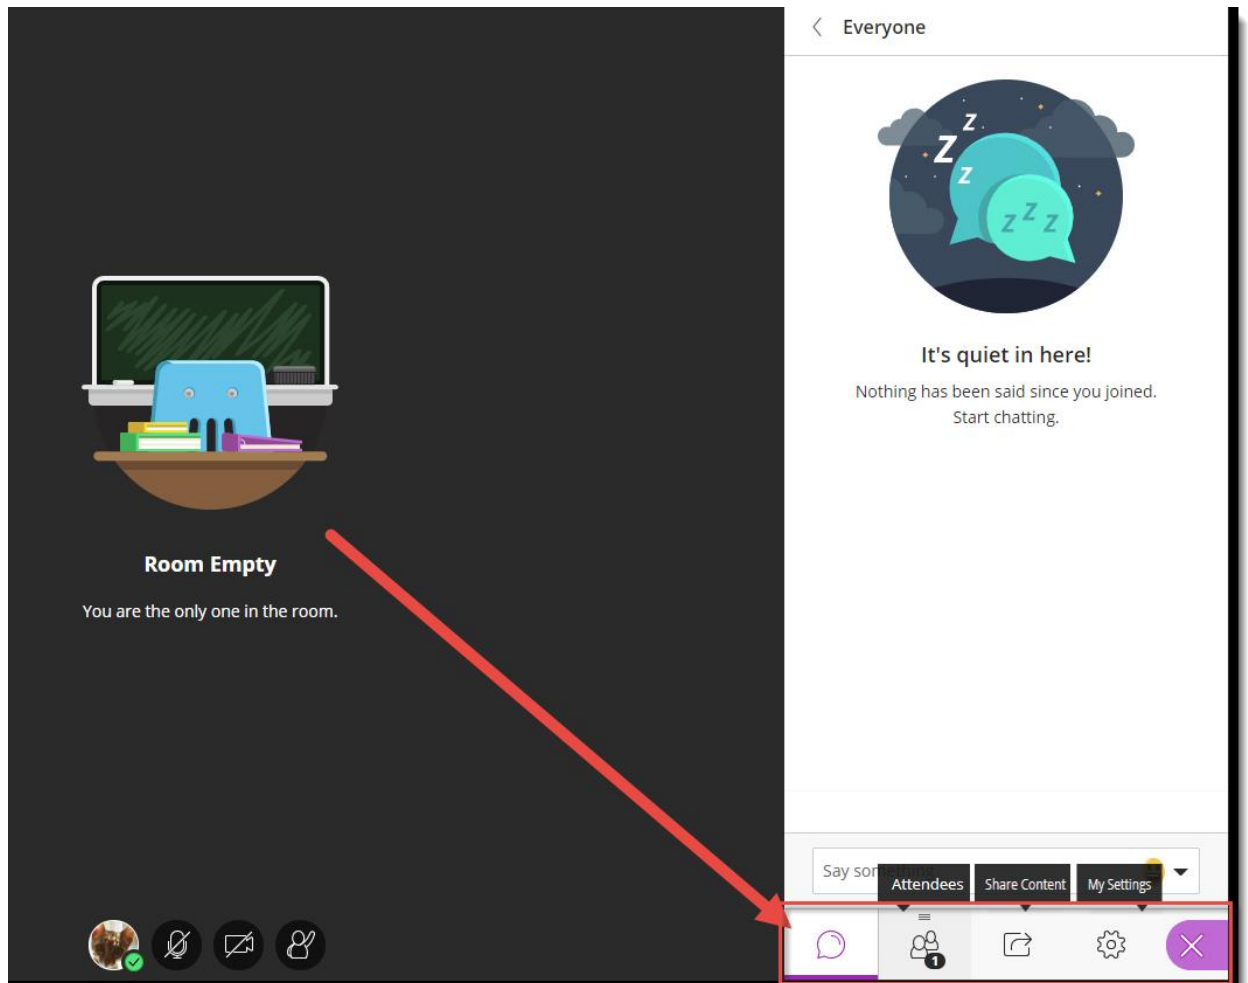 Everyone
z
Z
z
z z z
It's quiet in here!
Nothing has been said since you joined.
Start chatting.
Room Empty
You are the only one in the room.
Say
Attendees
Share Content
My Settings
1